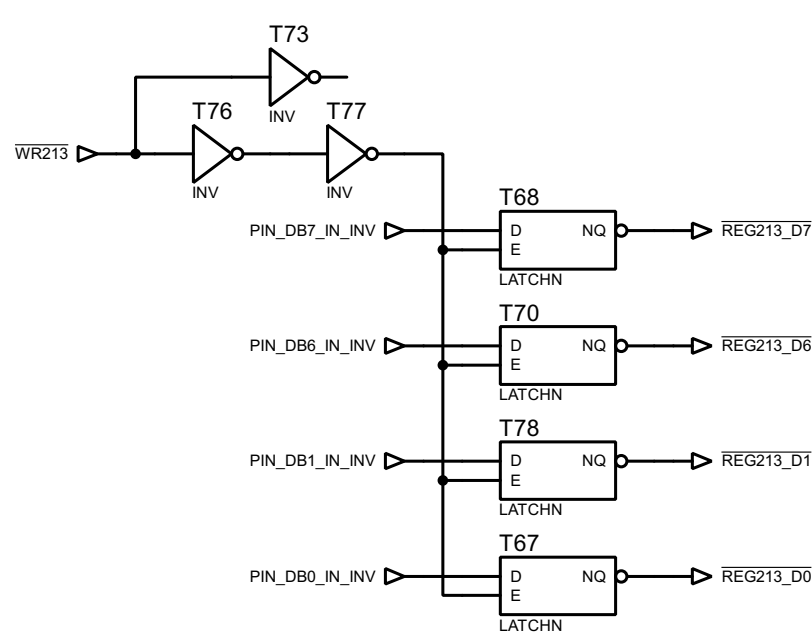 T73
INV
T76
T77
WR213
INV
INV
T68
PIN_DB7_IN_INV
D
NQ
REG213_D7
E
LATCHN
T70
PIN_DB6_IN_INV
D
NQ
REG213_D6
E
LATCHN
T78
PIN_DB1_IN_INV
D
NQ
REG213_D1
E
LATCHN
T67
PIN_DB0_IN_INV
D
NQ
REG213_D0
E
LATCHN